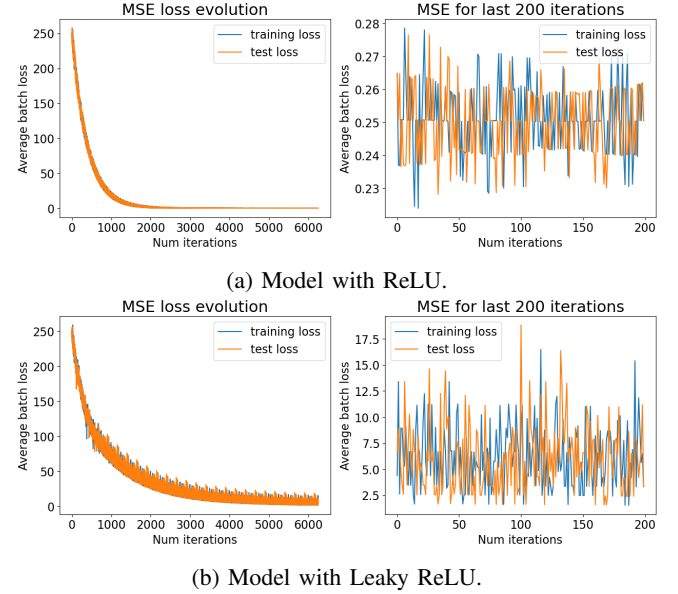 MSE loss evolution
Average batch loss
250
200
150
100
50
0
training loss
test loss
0 1000 2000 3000 4000 5000 6000
Num iterations
MSE for last 200 iterations
Average batch loss
0.28
0.27
0.26
0.25
0.24
0.23
training loss
test loss
0 50 100 150 200
Num iterations
(a) Model with ReLU.
MSE loss evolution
Average batch loss
250
200
150
100
50
0
training loss
test loss
0 1000 2000 3000 4000 5000 6000
Num iterations
MSE for last 200 iterations
Average batch loss
17.5
15.0
12.5
10.0
7.5
5.0
2.5
training loss
test loss
0 50 100 150 200
Num iterations
(b) Model with Leaky ReLU.